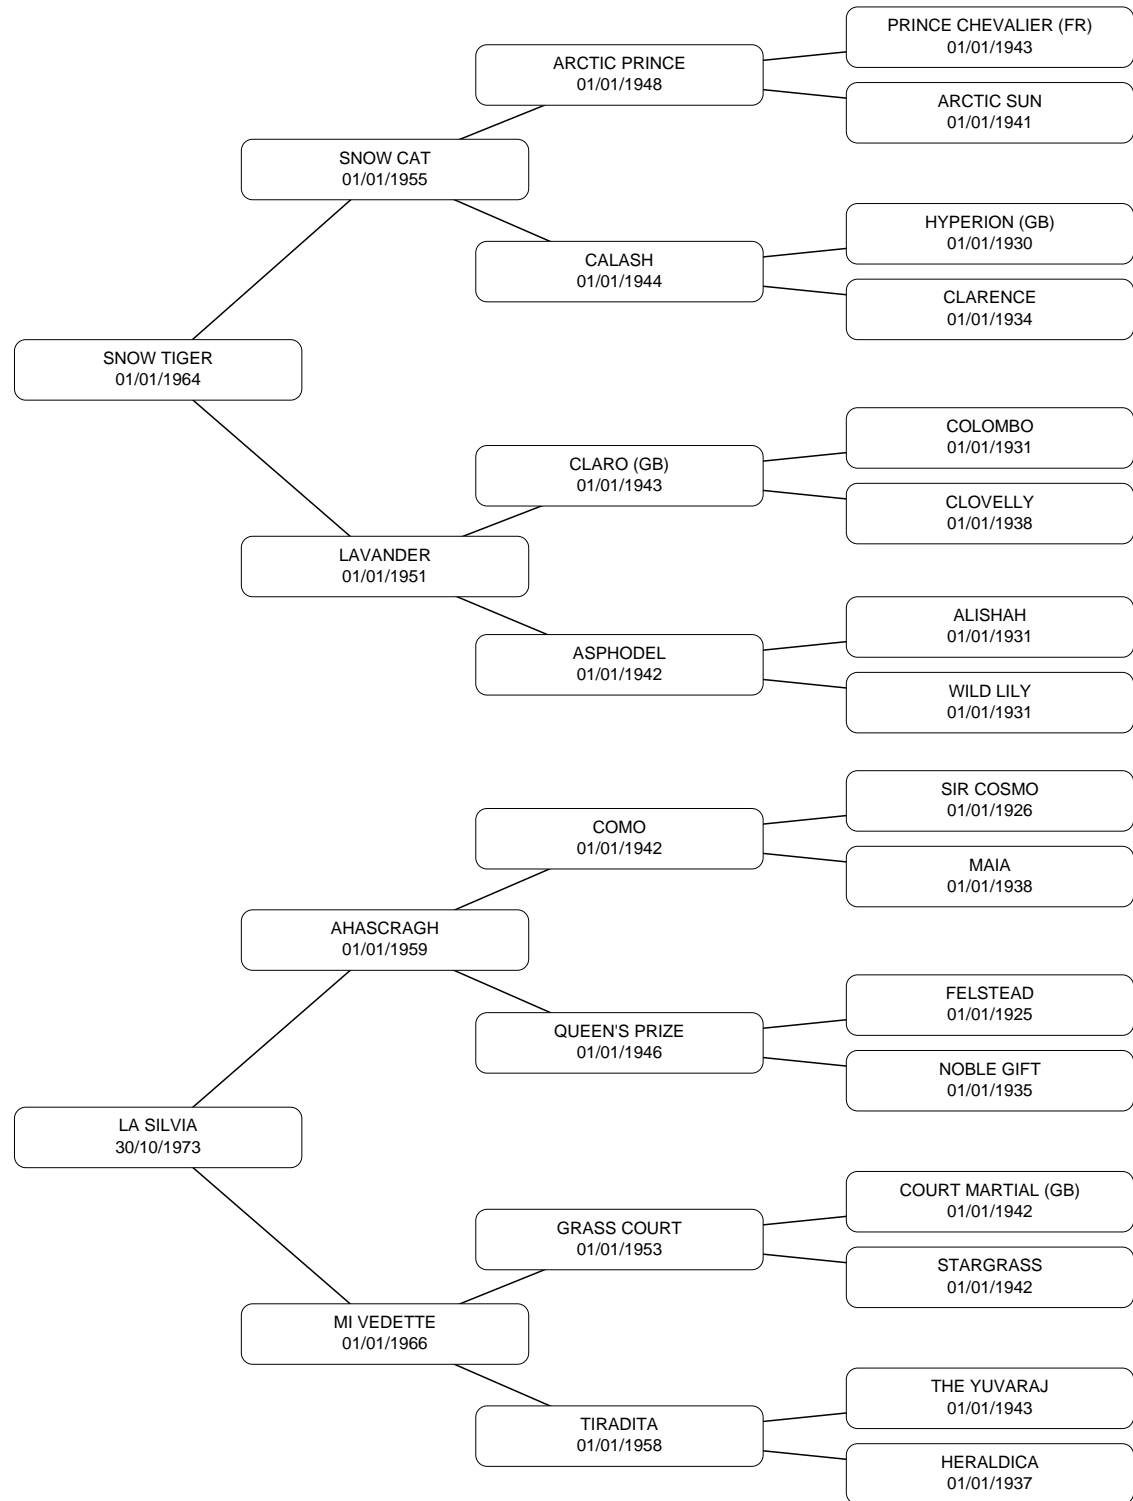 PRINCE CHEVALIER (FR)
01/01/1943
ARCTIC PRINCE
01/01/1948
ARCTIC SUN
01/01/1941
SNOW CAT
01/01/1955
HYPERION (GB)
01/01/1930
CALASH
01/01/1944
CLARENCE
01/01/1934
SNOW TIGER
01/01/1964
COLOMBO
01/01/1931
CLARO (GB)
01/01/1943
CLOVELLY
01/01/1938
LAVANDER
01/01/1951
ALISHAH
01/01/1931
ASPHODEL
01/01/1942
WILD LILY
01/01/1931
SIR COSMO
01/01/1926
COMO
01/01/1942
MAIA
01/01/1938
AHASCRAGH
01/01/1959
FELSTEAD
01/01/1925
QUEEN'S PRIZE
01/01/1946
NOBLE GIFT
01/01/1935
LA SILVIA
30/10/1973
COURT MARTIAL (GB)
01/01/1942
GRASS COURT
01/01/1953
STARGRASS
01/01/1942
MI VEDETTE
01/01/1966
THE YUVARAJ
01/01/1943
TIRADITA
01/01/1958
HERALDICA
01/01/1937